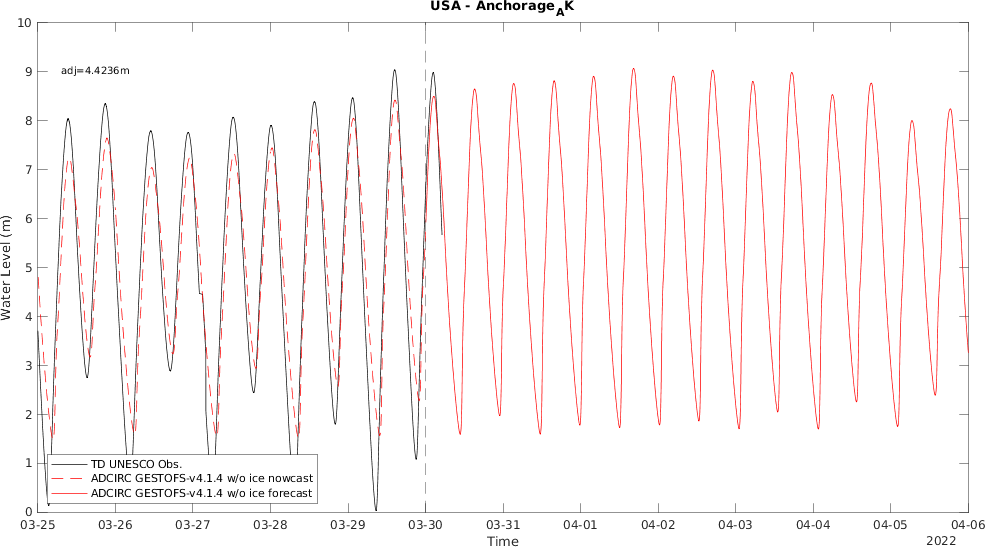 USA - Anchorage_AK
10
9
adj=4.4236m
8
7
6
5
4
3
2
1
0
Water Level (m)
TD UNESCO Obs.
ADCIRC GESTOFS-v4.1.4 w/o ice nowcast
ADCIRC GESTOFS-v4.1.4 w/o ice forecast
03-25 03-26 03-27 03-28 03-29 03-30 03-31 04-01 04-02 04-03 04-04 04-05 04-06
Time
2022